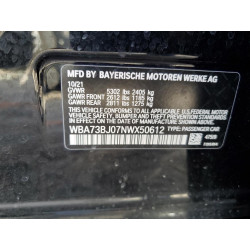 MFD. BY BAYERISCHE MOTOREN WERKE AG
10/21
GVWR 5302 lbs 2405 kg
GAWR FRONT 2612 lbs 1185 kg
GAWR REAR 2811 lbs 1275 kg
THIS VEHICLE CONFORMS TO ALL APPLICABLE
FEDERAL MOTOR VEHICLE SAFETY, BUMPER,
AND THEFT PREVENTION STANDARDS IN EFFECT ON THE
DATE OF MANUFACTURE SHOWN ABOVE.
WBA73BJ07NWX50612 TYPE: PASSENGER CAR